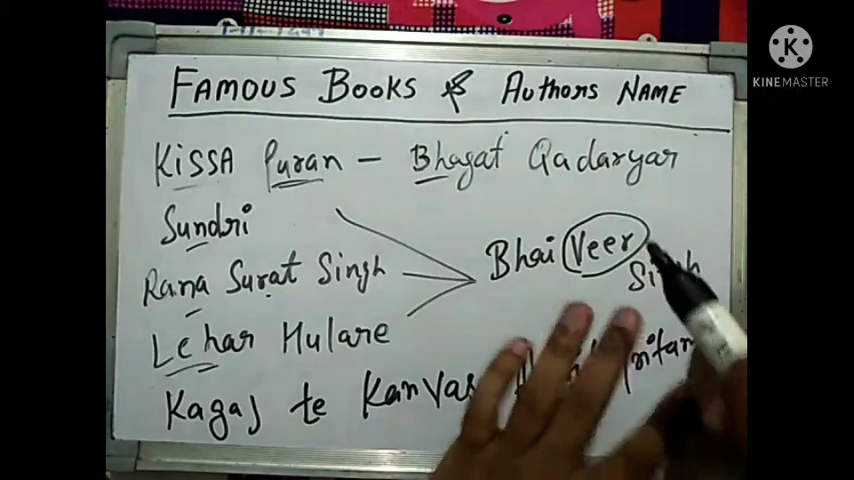 FAMOUS BOOKS & Authors NAME
KISSA Puran - Bhagat Qadaryar
Sundri
Rana Surat Singh
Bhai Veer
Lehar Hulare
Kagaj te Kanvas
K
KINEMASTER